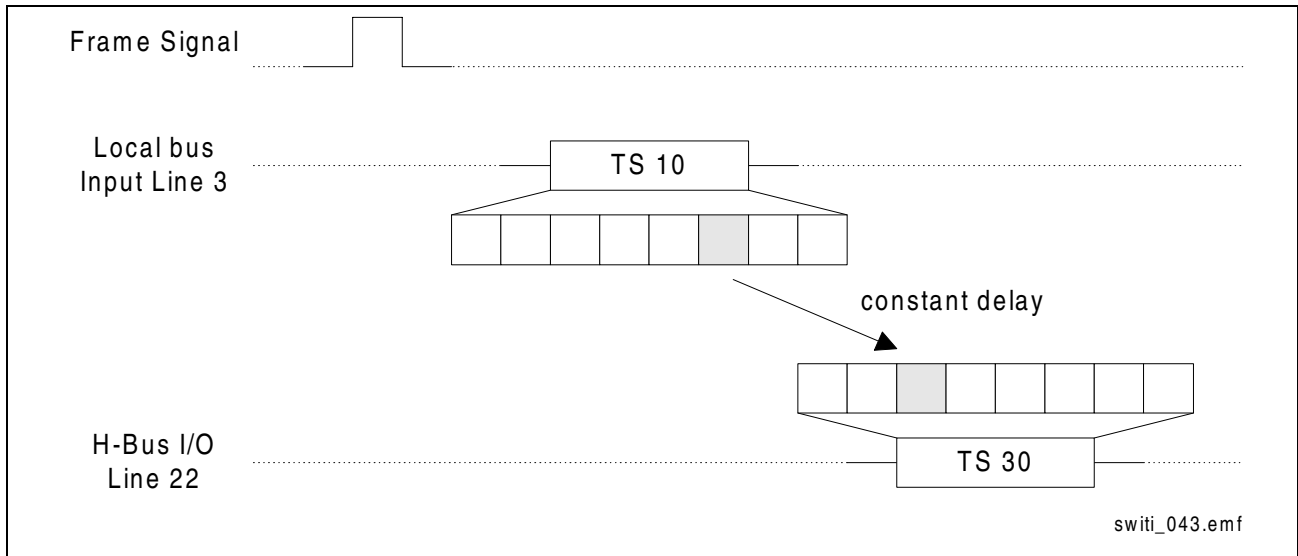 Frame Signal
Local bus
Input Line 3
TS 10
constant delay
H-Bus I/O
Line 22
TS 30
switi_043.emf